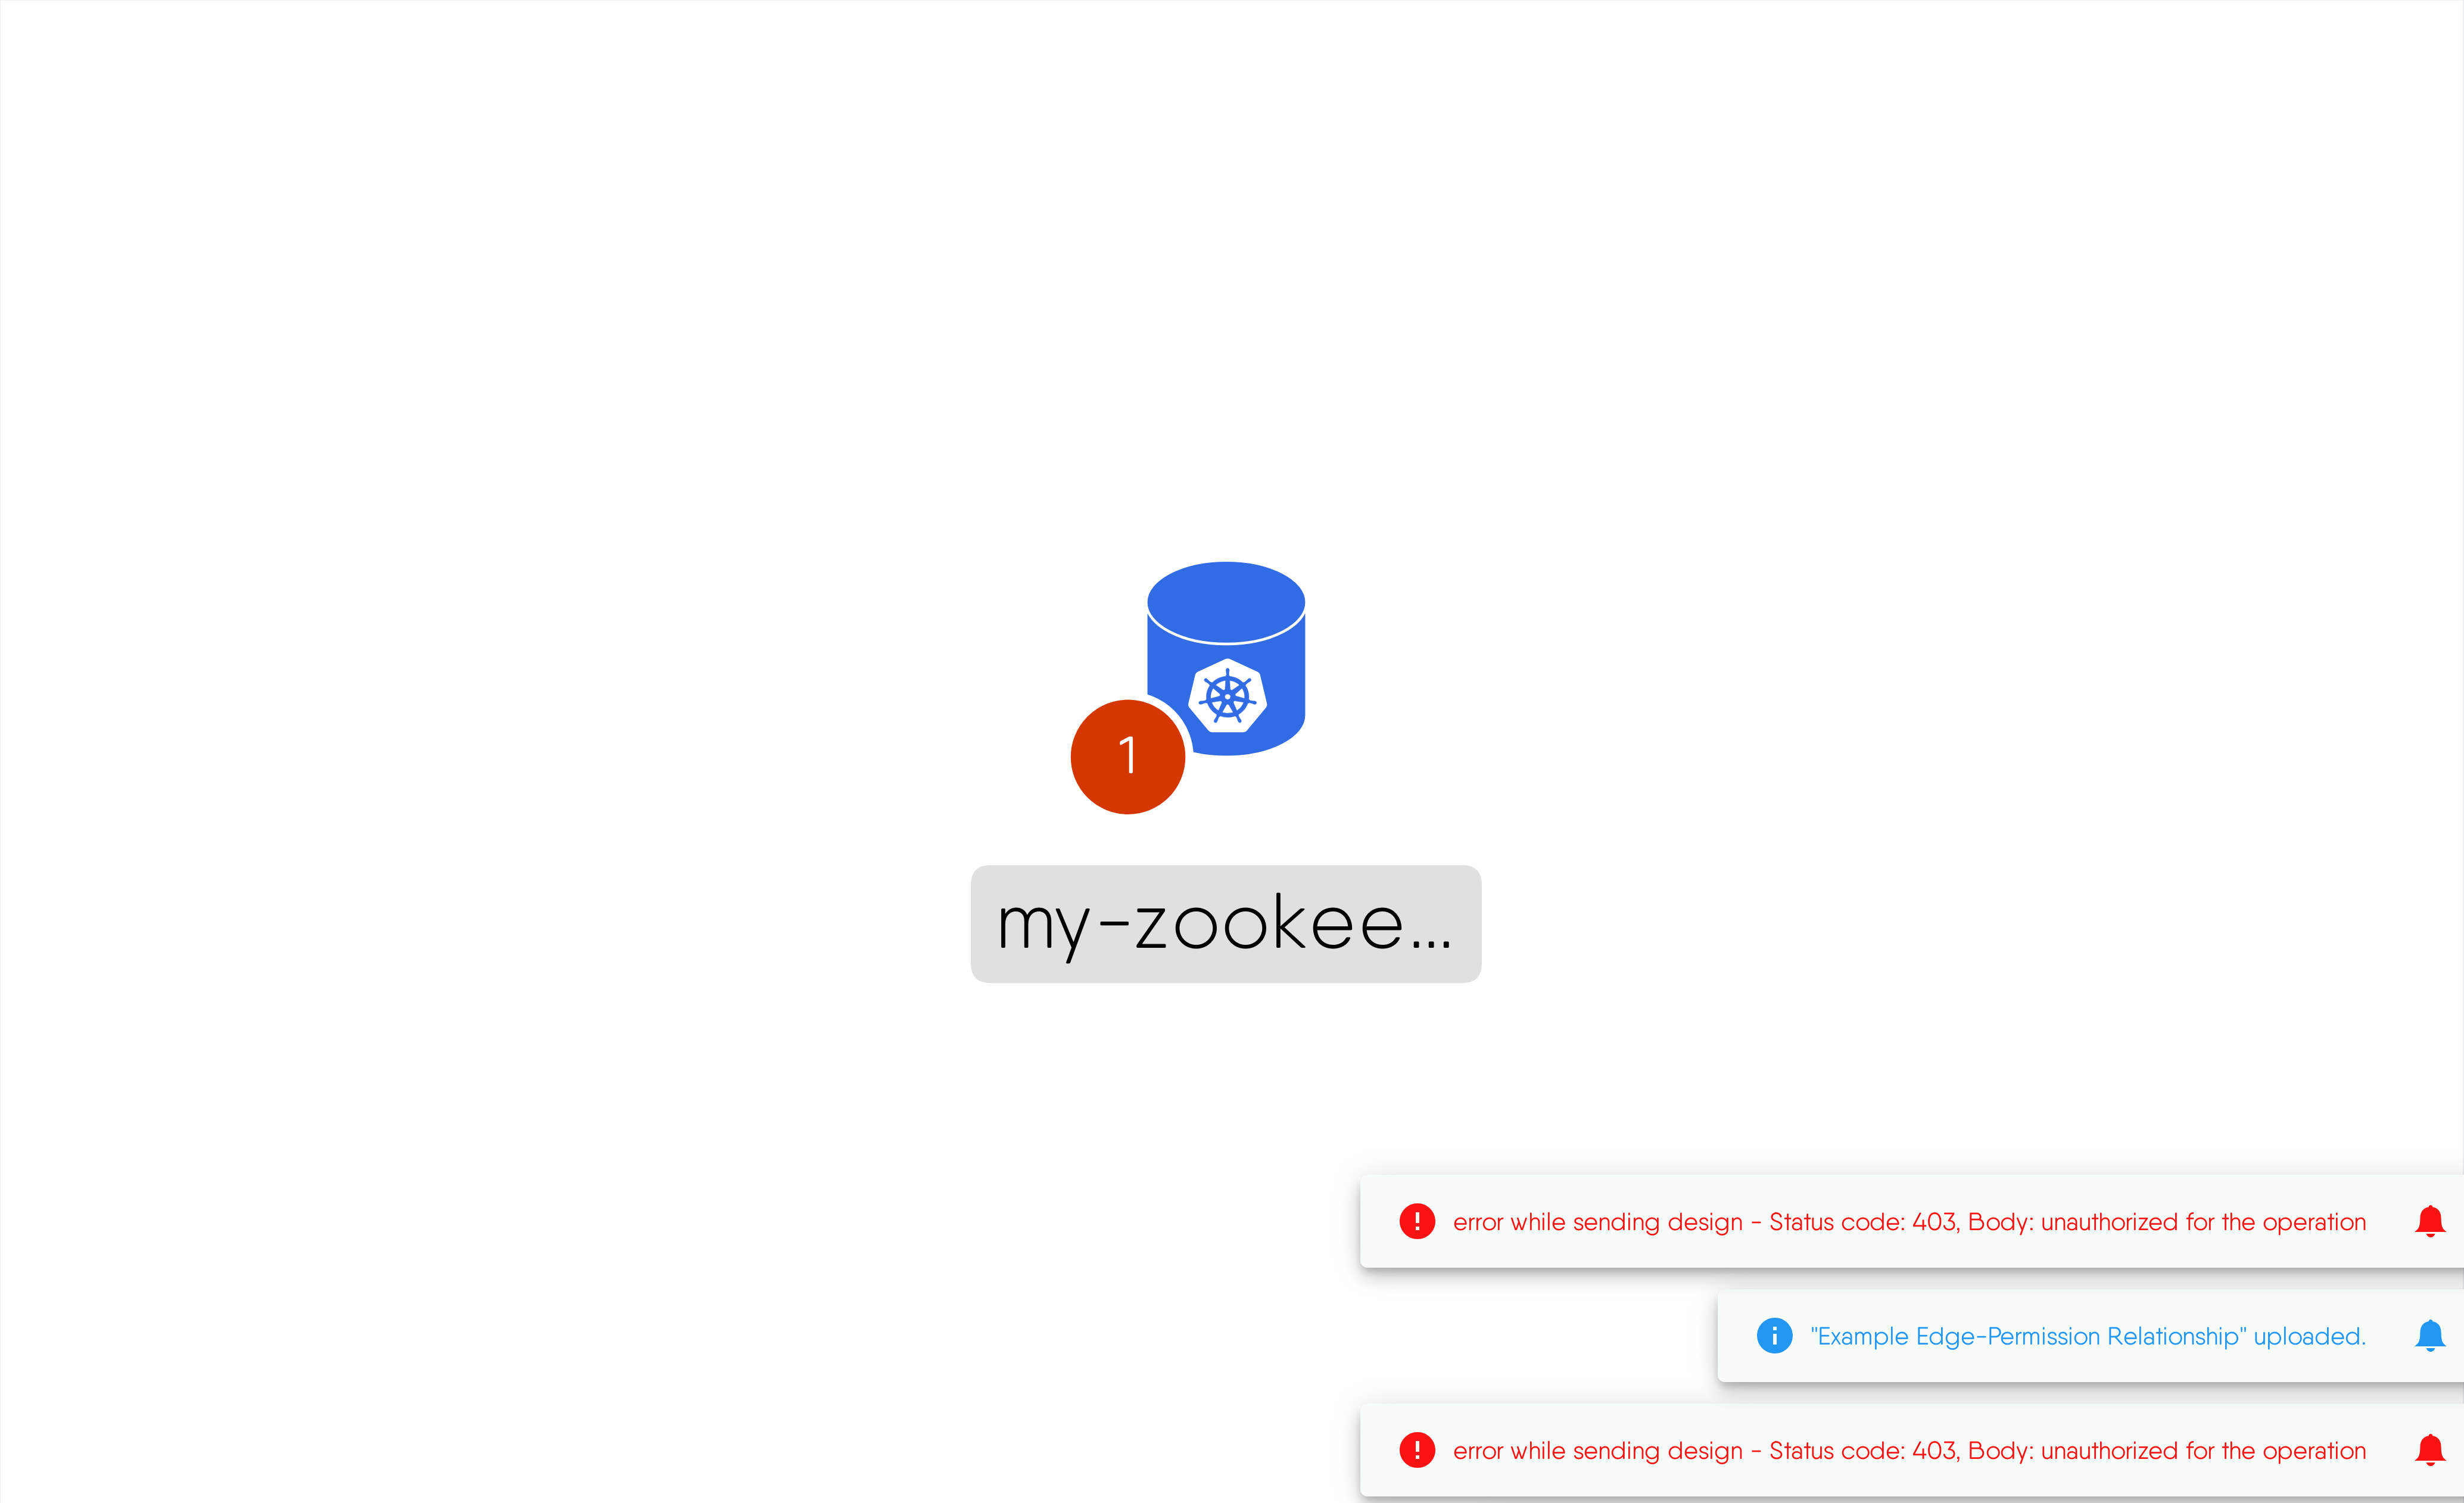 1
my-zookee...
error while sending design - Status code: 403, Body: unauthorized for the operation
"Example Edge-Permission Relationship" uploaded.
error while sending design - Status code: 403, Body: unauthorized for the operation